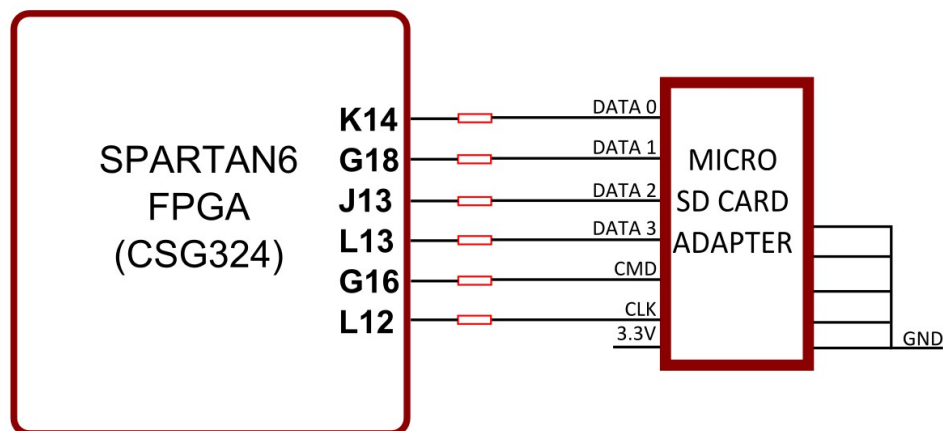 SPARTAN6
FPGA
(CSG324)
K14
G18
J13
L13
G16
L12
DATA 0
DATA 1
DATA 2
DATA 3
CMD
CLK
3.3V
MICRO
SD CARD
ADAPTER
GND